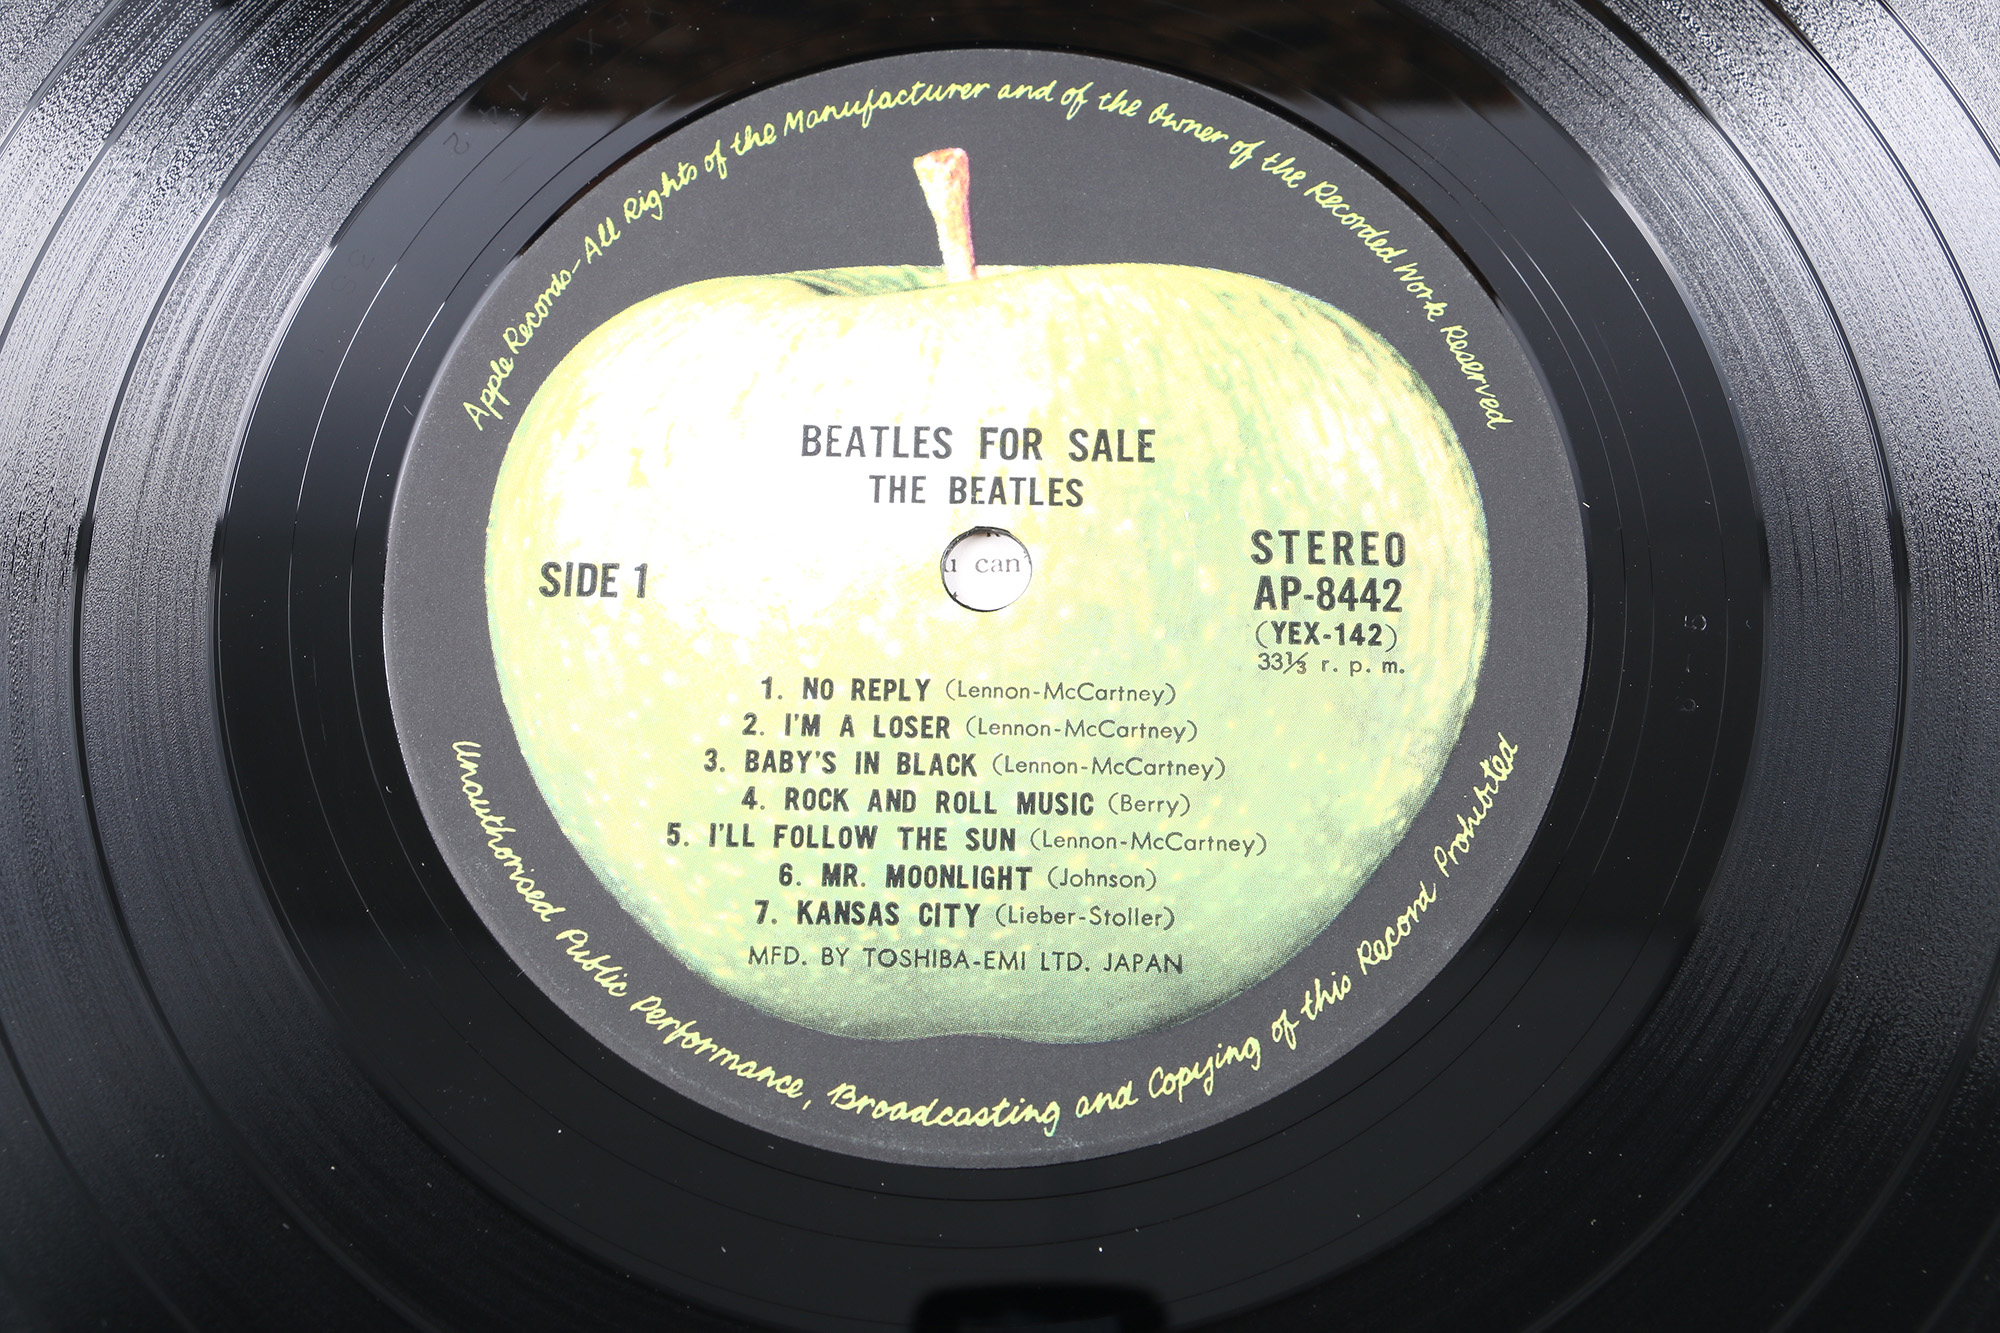 Apple Records-All Rights of the Manufacturer and of the Owner of the Recorded Work Reserved
BEATLES FOR SALE
THE BEATLES
SIDE 1
u can
STEREO
AP-8442
(YEX-142)
33⅓ r. p. m.
1. NO REPLY (Lennon-McCartney)
2. I'M A LOSER (Lennon-McCartney)
3. BABY'S IN BLACK (Lennon-McCartney)
4. ROCK AND ROLL MUSIC (Berry)
5. I'LL FOLLOW THE SUN (Lennon-McCartney)
6. MR. MOONLIGHT (Johnson)
7. KANSAS CITY (Lieber-Stoller)
MFD. BY TOSHIBA-EMI LTD. JAPAN
Unauthorised Public Performance, Broadcasting and Copying of this Record Prohibited